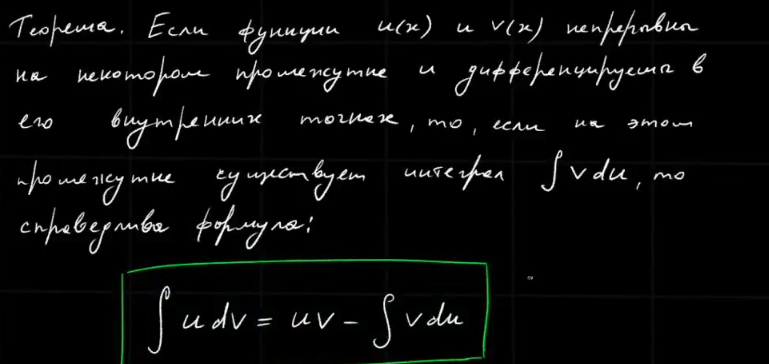 Теорема. Если функции u(x) и v(x) непрерывны
на некотором промежутке и дифференцируемы в
его внутренних точках, то, если на этом
промежутке существует интеграл ∫ v du, то
справедлива формула:
∫ u dv = uv - ∫ v du